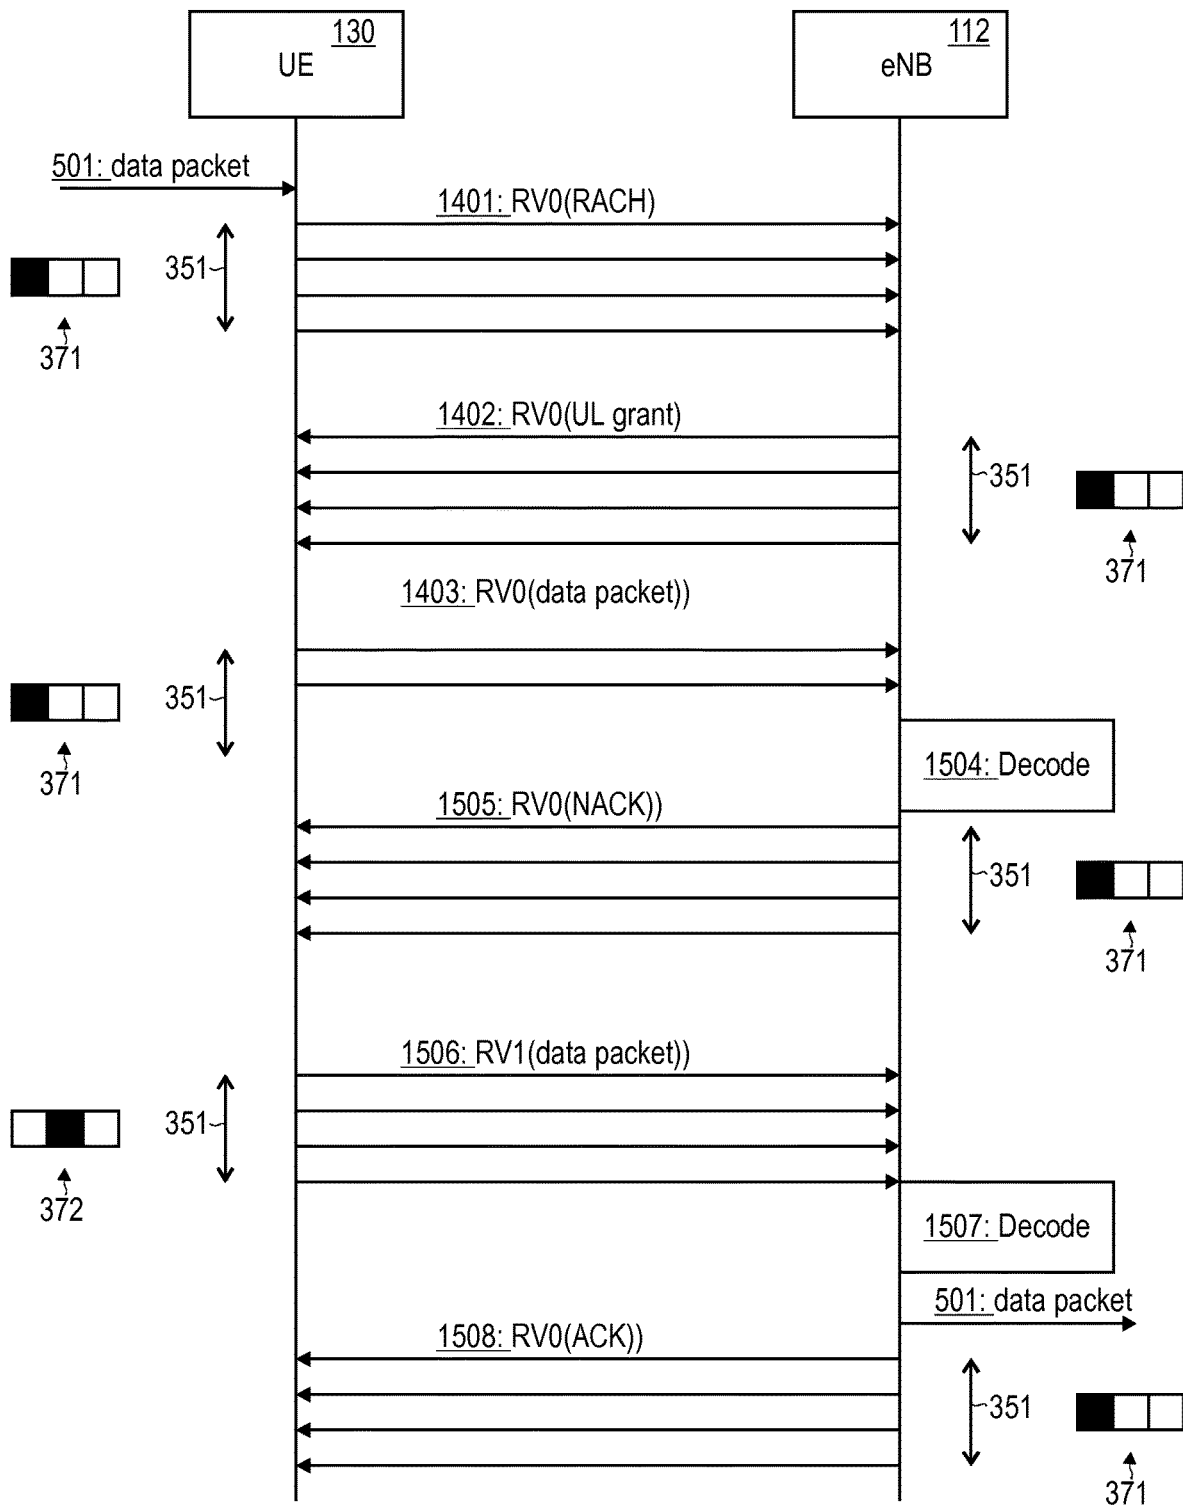 130
UE
112
eNB
501: data packet
1401: RV0(RACH)
351
371
1402: RV0(UL grant)
351
371
1403: RV0(data packet))
351
371
1504: Decode
1505: RV0(NACK))
351
371
1506: RV1(data packet))
351
372
1507: Decode
501: data packet
1508: RV0(ACK))
351
371